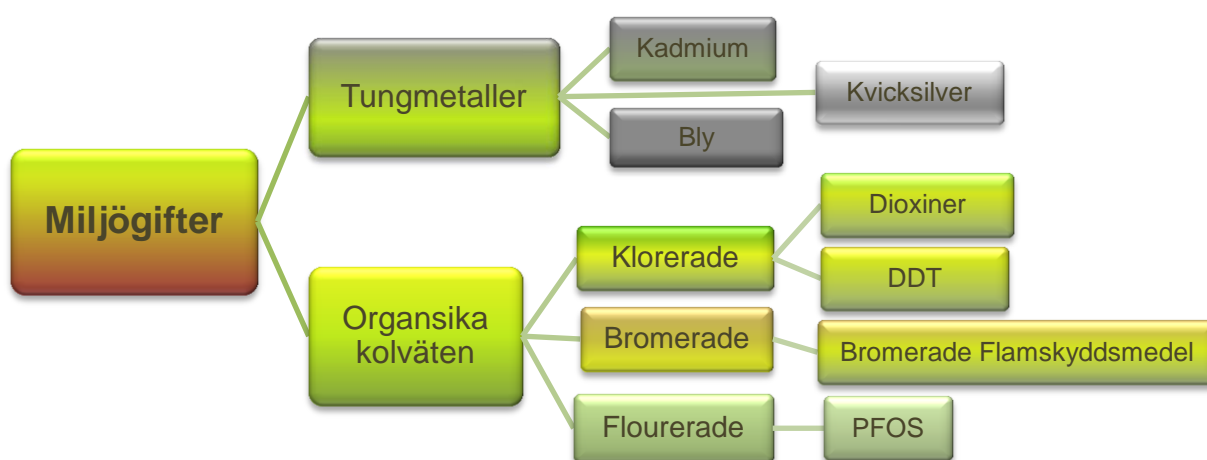 Miljögifter
Tungmetaller
Kadmium
Kvicksilver
Bly
Organsika
kolväten
Klorerade
Dioxiner
DDT
Bromerade
Bromerade Flamskyddsmedel
Flourerade
PFOS